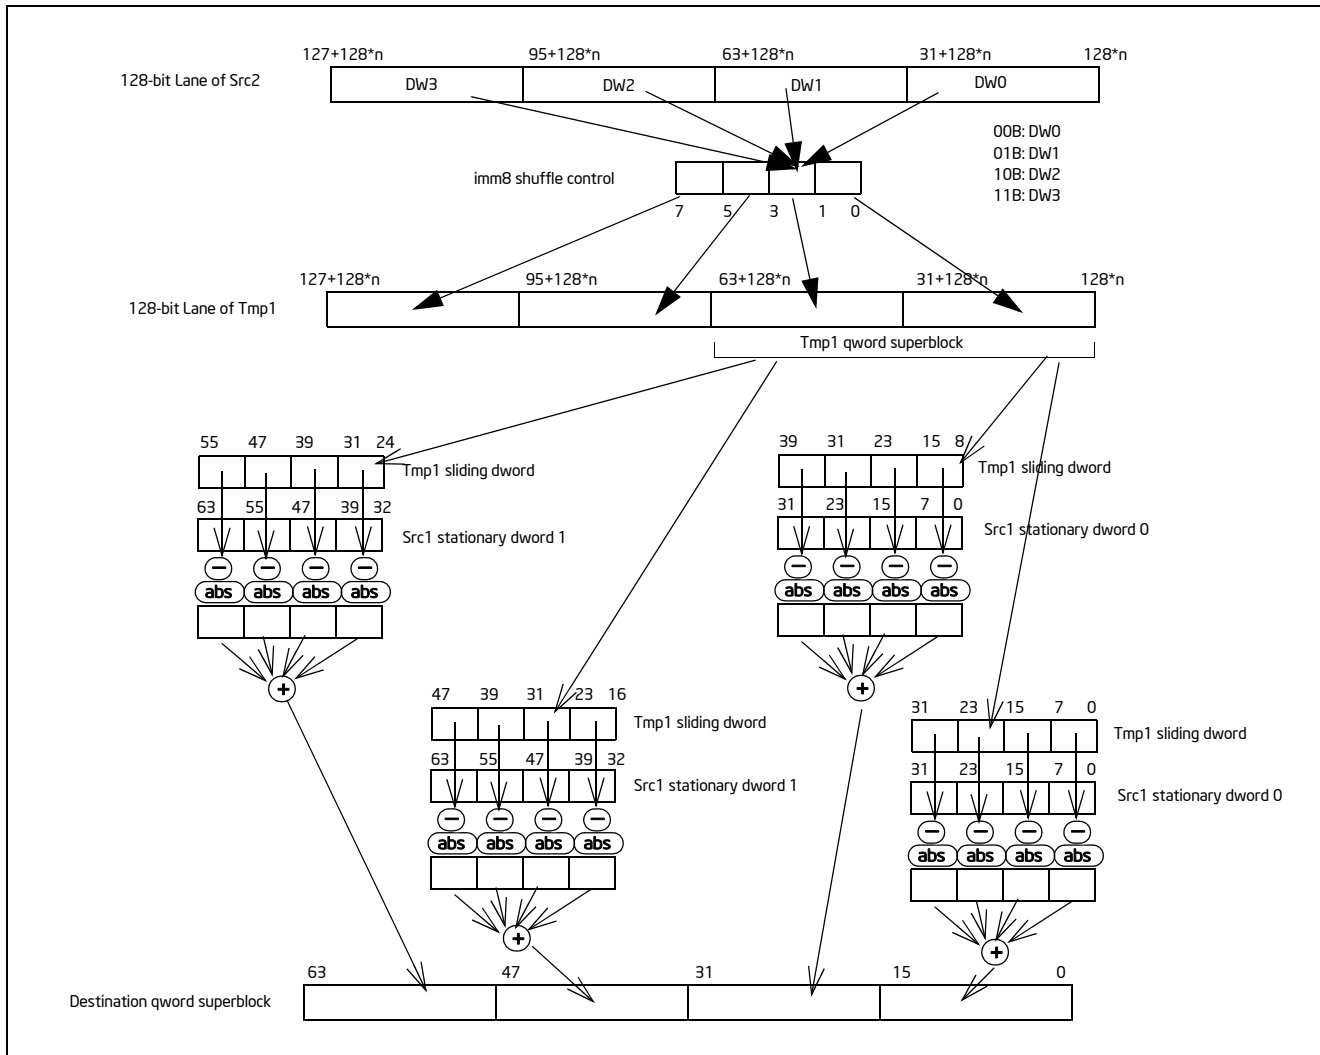 127+128*n 95+128*n 63+128*n 31+128*n 128*n
128-bit Lane of Src2 DW3 DW2 DW1 DW0
00B: DW0
01B: DW1
10B: DW2
11B: DW3
imm8 shuffle control
7 5 3 1 0
127+128*n 95+128*n 63+128*n 31+128*n 128*n
128-bit Lane of Tmp1
Tmp1 qword superblock
55 47 39 31 24
Tmp1 sliding dword
63 55 47 39 32
Src1 stationary dword 1
− − − −
abs abs abs abs
+
39 31 23 15 8
Tmp1 sliding dword
31 23 15 7 0
Src1 stationary dword 0
− − − −
abs abs abs abs
+
47 39 31 23 16
Tmp1 sliding dword
63 55 47 39 32
Src1 stationary dword 1
− − − −
abs abs abs abs
+
31 23 15 7 0
Tmp1 sliding dword
31 23 15 7 0
Src1 stationary dword 0
− − − −
abs abs abs abs
+
63 47 31 15 0
Destination qword superblock